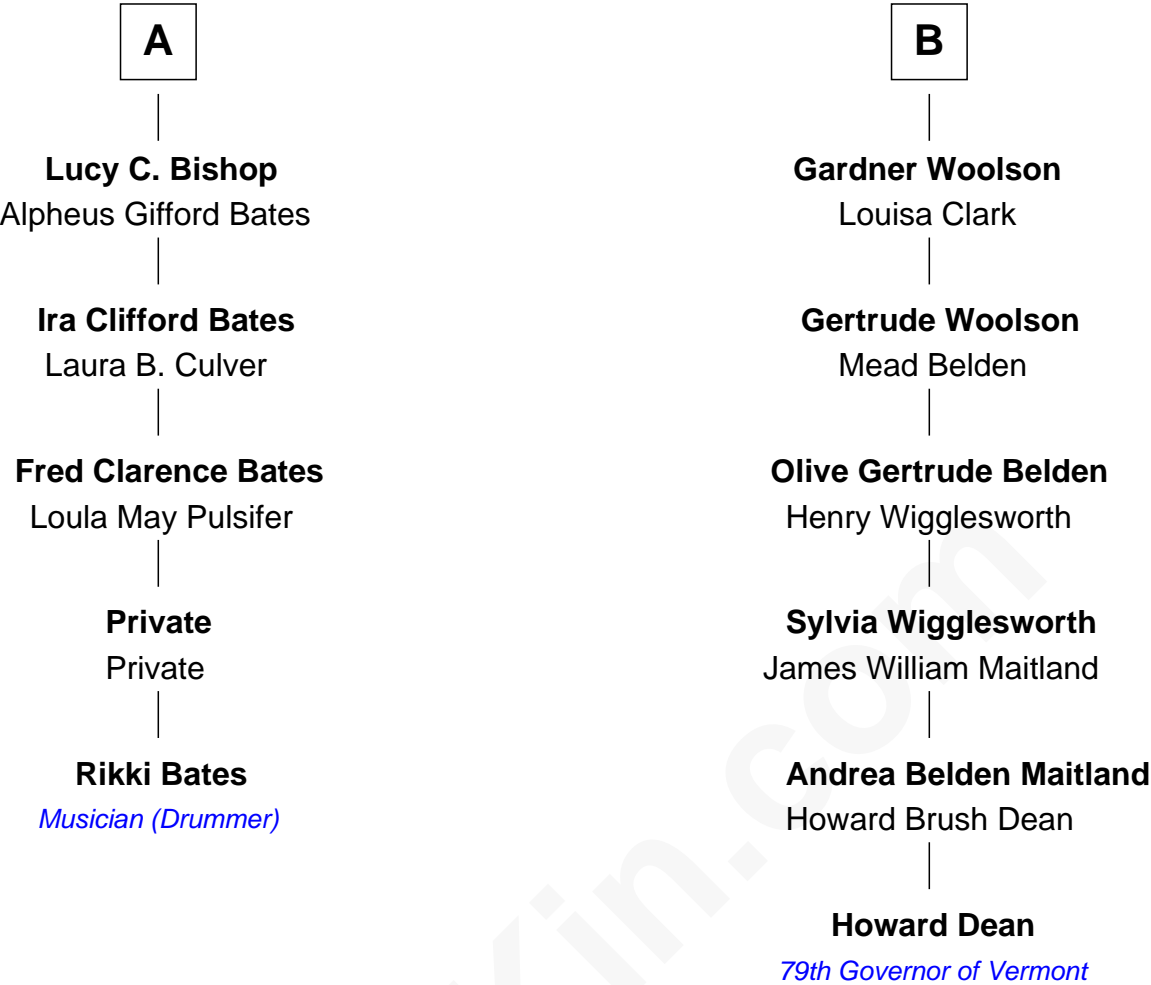 A
Lucy C. Bishop
Alpheus Gifford Bates
Ira Clifford Bates
Laura B. Culver
Fred Clarence Bates
Loula May Pulsifer
Private
Private
Rikki Bates
Musician (Drummer)
B
Gardner Woolson
Louisa Clark
Gertrude Woolson
Mead Belden
Olive Gertrude Belden
Henry Wigglesworth
Sylvia Wigglesworth
James William Maitland
Andrea Belden Maitland
Howard Brush Dean
Howard Dean
79th Governor of Vermont
Kin.com